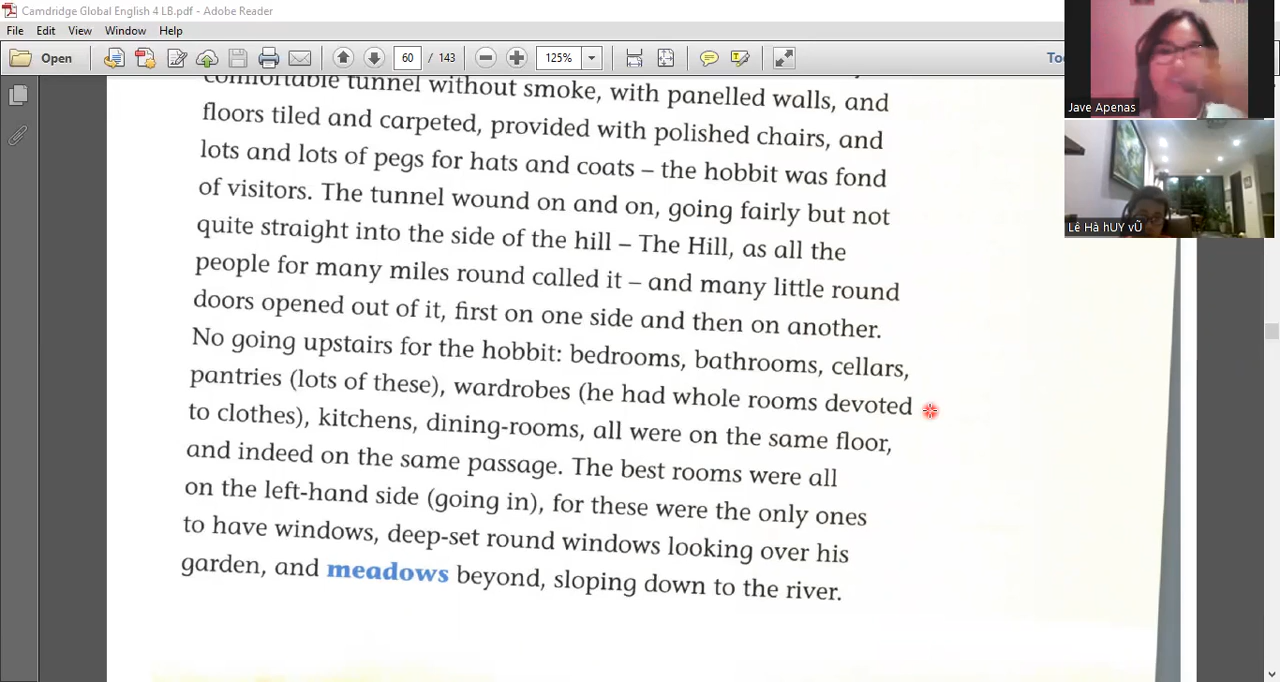 Camdridge Global English 4 LB.pdf - Adobe Reader
File Edit View Window Help
Open 60 / 143 125%
comfortable tunnel without smoke, with panelled walls, and
floors tiled and carpeted, provided with polished chairs, and
lots and lots of pegs for hats and coats – the hobbit was fond
of visitors. The tunnel wound on and on, going fairly but not
quite straight into the side of the hill – The Hill, as all the
people for many miles round called it – and many little round
doors opened out of it, first on one side and then on another.
No going upstairs for the hobbit: bedrooms, bathrooms, cellars,
pantries (lots of these), wardrobes (he had whole rooms devoted
to clothes), kitchens, dining-rooms, all were on the same floor,
and indeed on the same passage. The best rooms were all
on the left-hand side (going in), for these were the only ones
to have windows, deep-set round windows looking over his
garden, and meadows beyond, sloping down to the river.
Jave Apenas
Lê Hà hUY vŨ